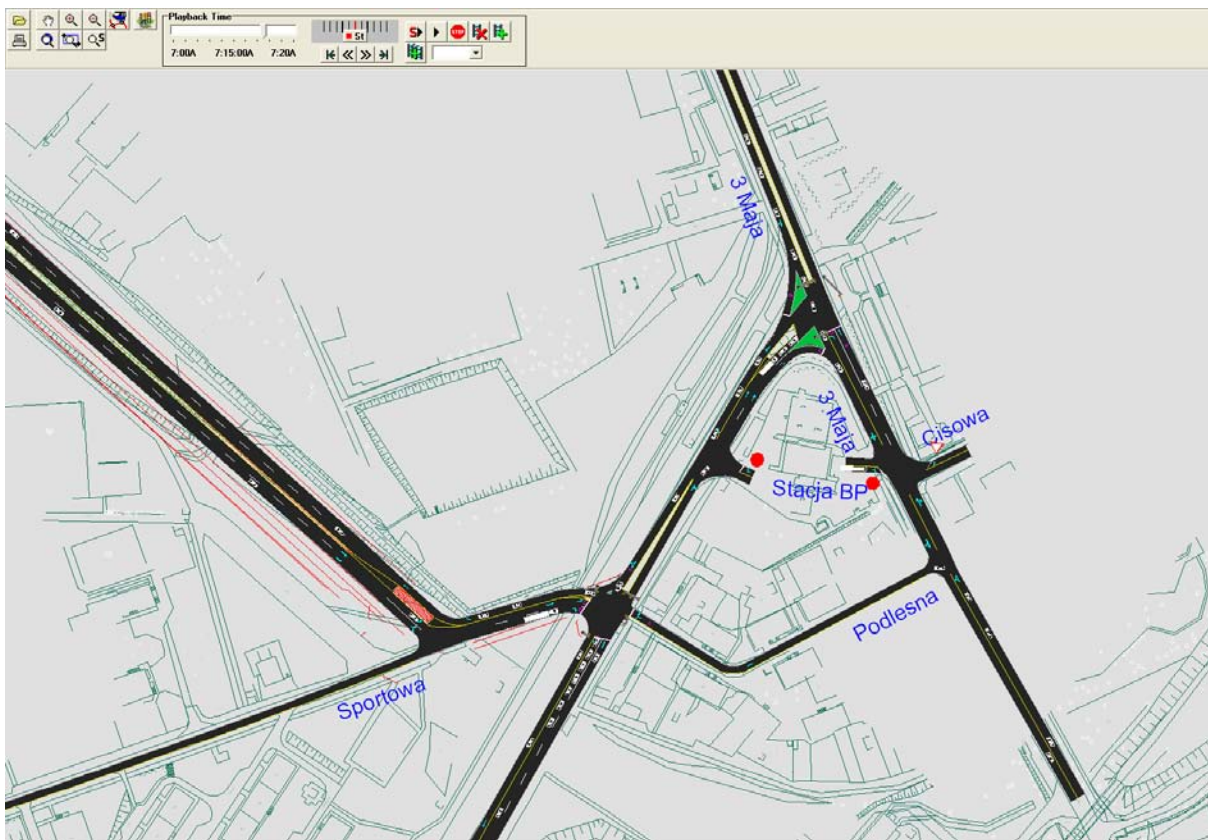 Playback Time
St
S
STOP
S
7:00A 7:15:00A 7:20A
3 Maja
3 Maja
Cisowa
Stacja BP
Podlesna
Sportowa